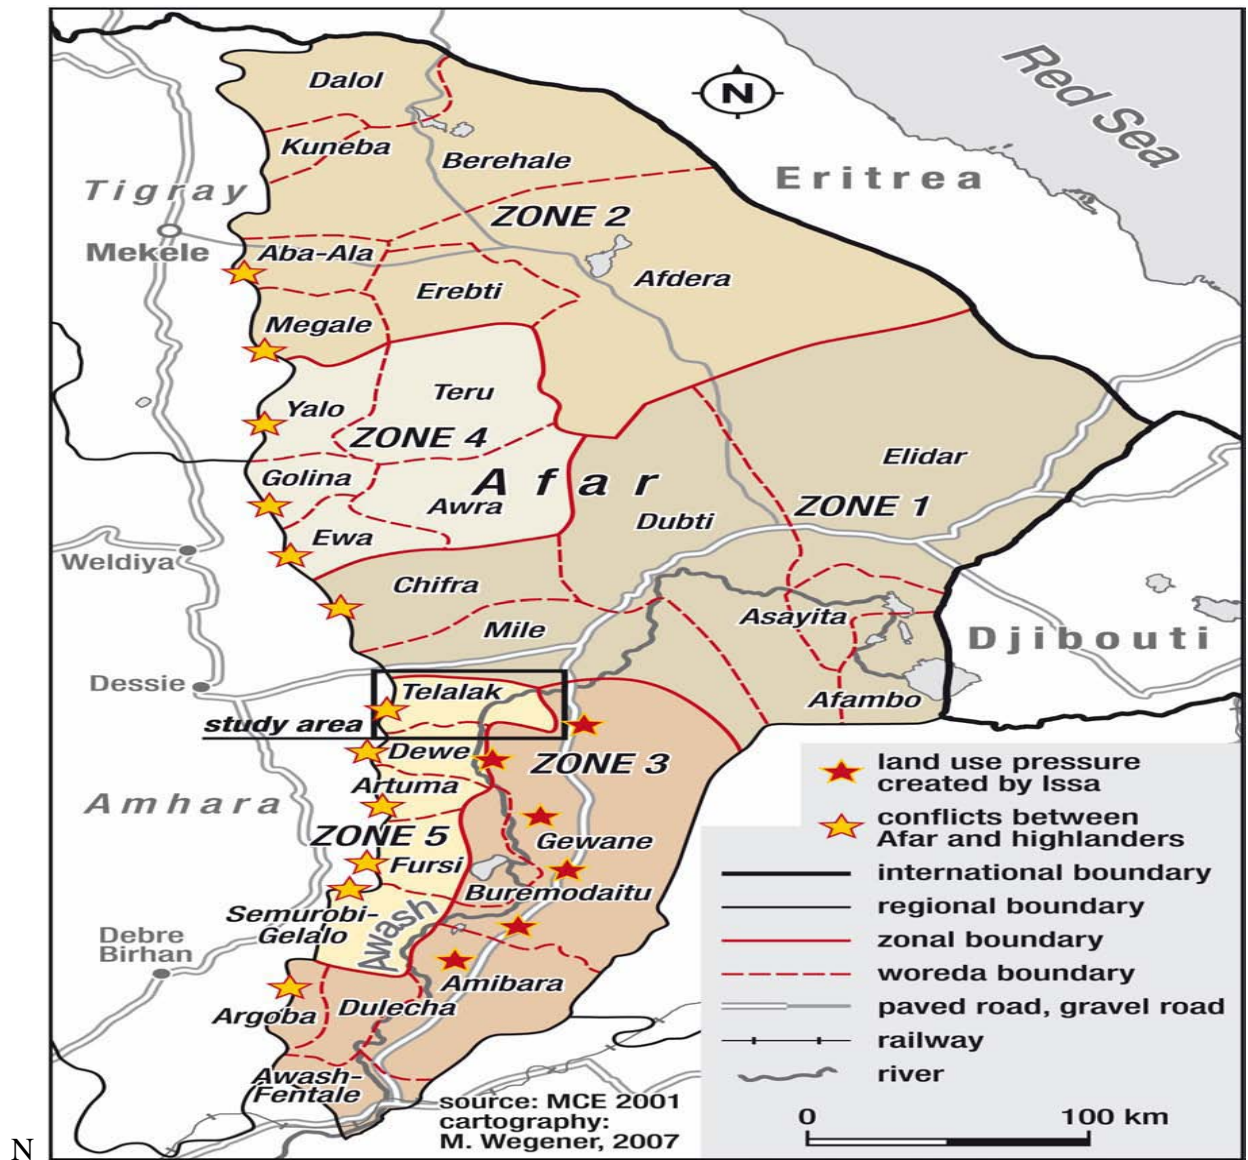 Red Sea
Dalol
N
Kuneba
Berehale
Eritrea
Tigray
ZONE 2
Mekele
Aba-Ala
Afdera
Erebti
Megale
Teru
Yalo
ZONE 4
Elidar
Golina
Afar
Awra
ZONE 1
Dubti
Ewa
Weldiya
Chifra
Asayita
Mile
Djibouti
Dessie
Telalak
Afambo
study area
Dewe
ZONE 3
Artuma
Amhara
ZONE 5
Gewane
Fursi
Buremodaitu
Semurobi-
Gelalo
Awash
Debre
Birhan
Amibara
Dulecha
Argoba
Awash-
Fentale
land use pressure
created by Issa
conflicts between
Afar and highlanders
international boundary
regional boundary
zonal boundary
woreda boundary
paved road, gravel road
railway
river
0 100 km
source: MCE 2001
cartography:
M. Wegener, 2007
N